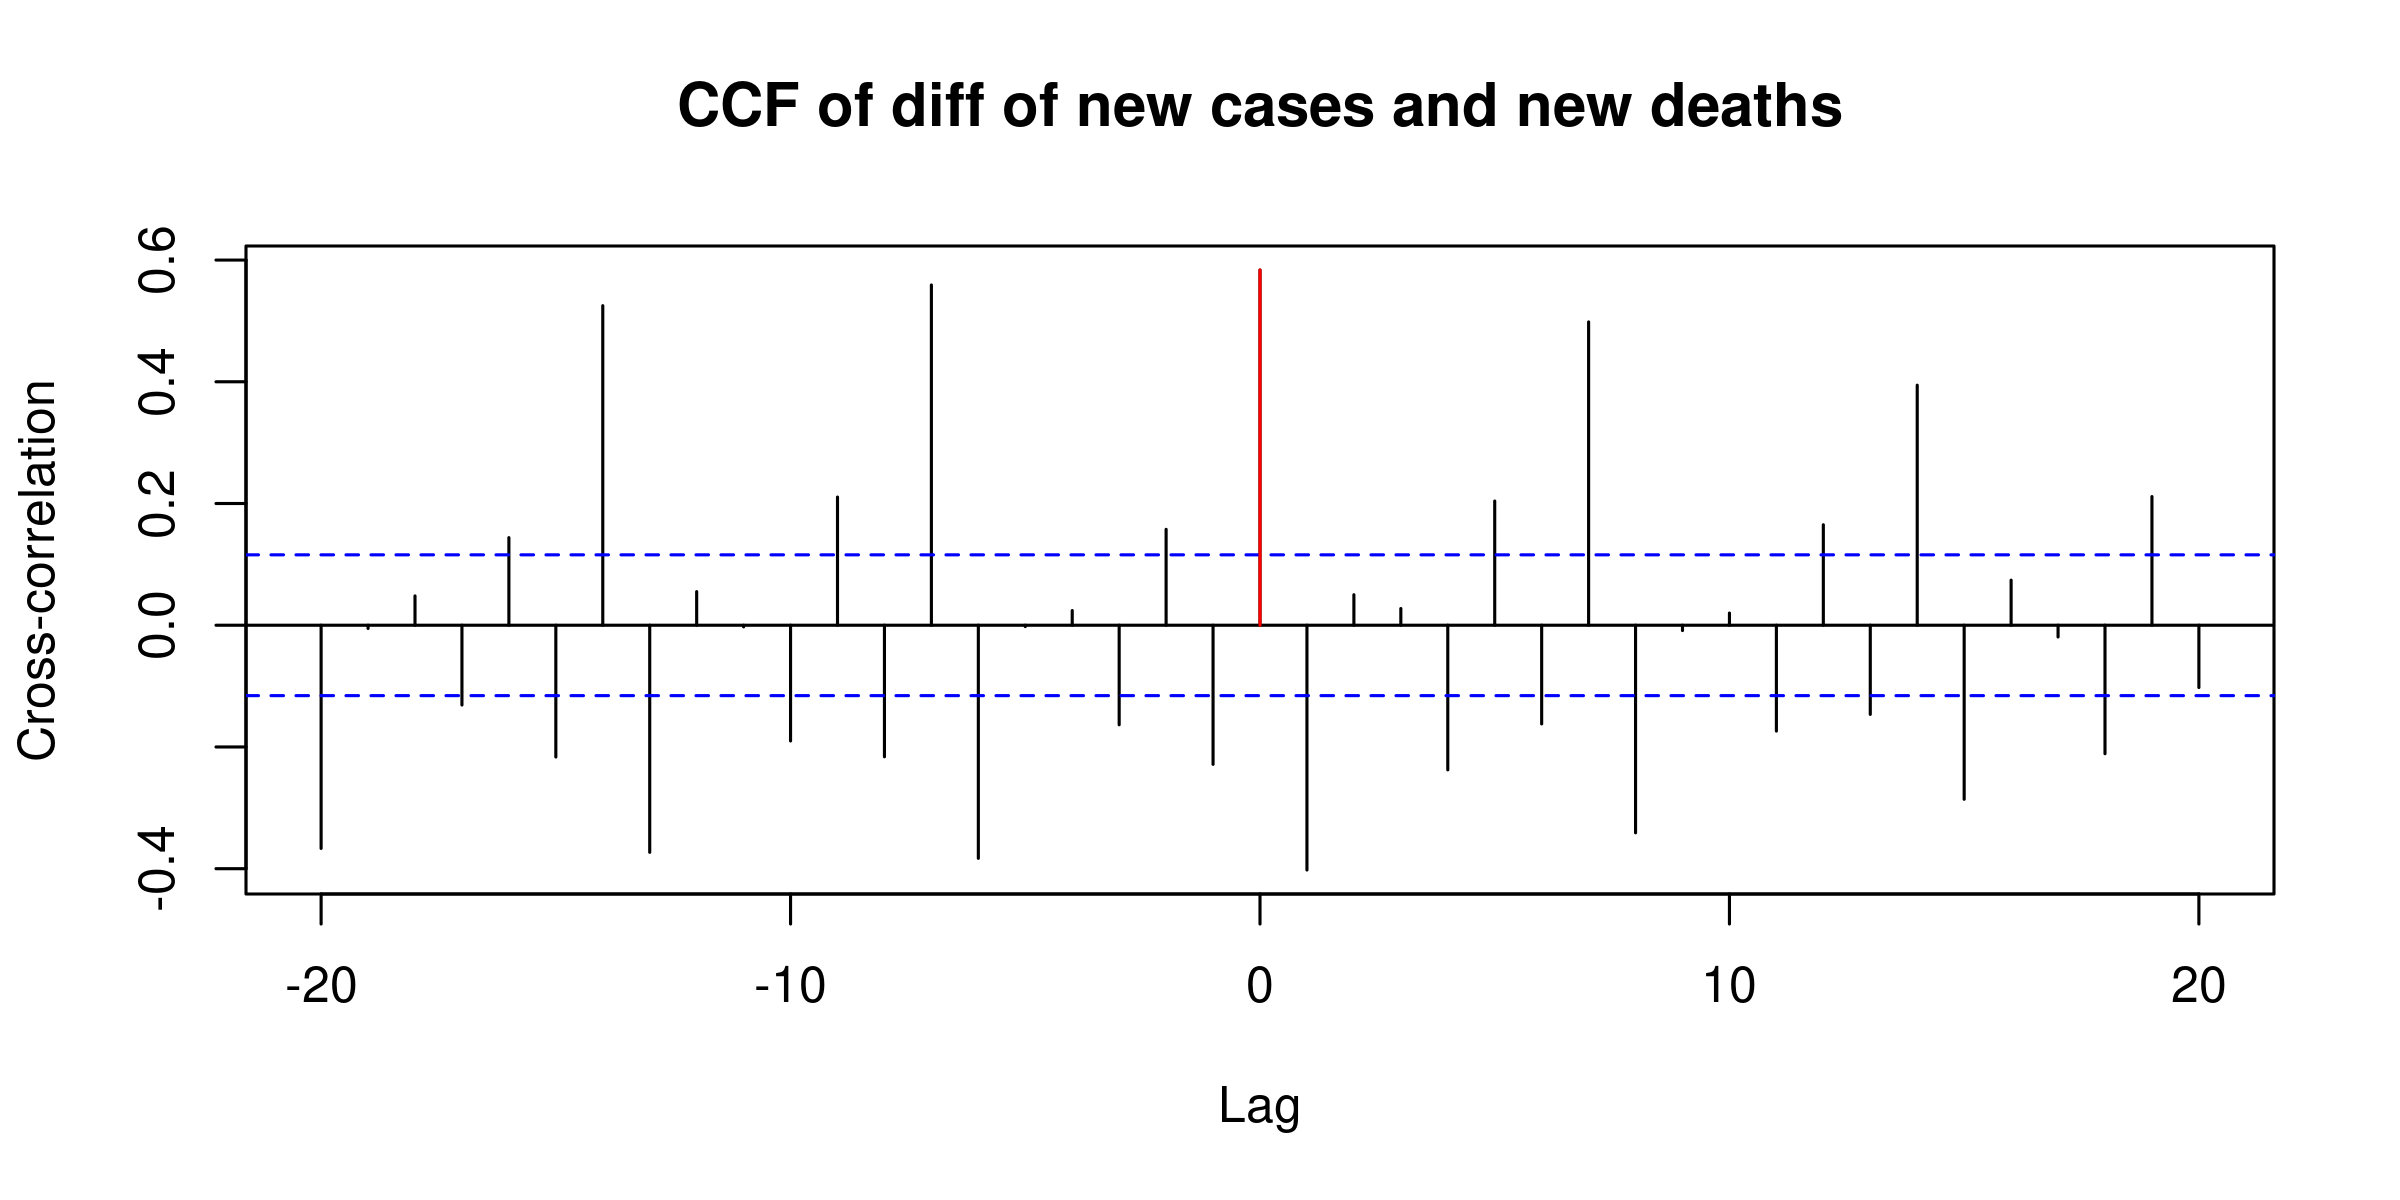 CCF of diff of new cases and new deaths
Cross-correlation
0.6
0.4
0.2
0.0
-0.4
-20 -10 0 10 20
Lag